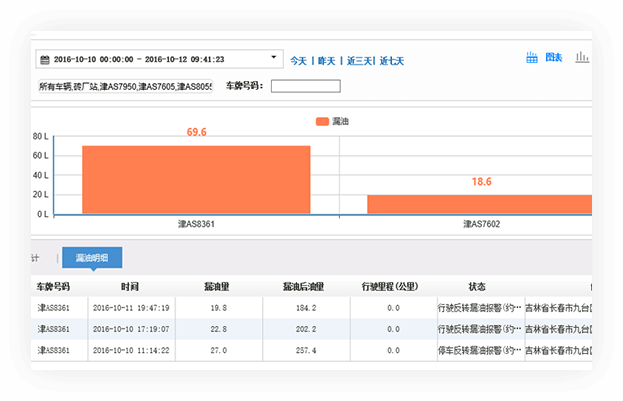 2016-10-10 00:00:00 - 2016-10-12 09:41:23 今天 | 昨天 | 近三天| 近七天 图表
所有车辆,砖厂站,津AS7950,津AS7605,津AS8055 车牌号码:
漏油
80 L 69.6
60 L
40 L
20 L 18.6
0 L
津AS8361 津AS7602
计 漏油明细
车牌号码 时间 漏油量 漏油后油量 行驶里程(公里) 状态
津AS8361 2016-10-11 19:47:19 19.8 184.2 0.0 行驶反转漏油报警(约… 吉林省长春市九台
津AS8361 2016-10-10 17:19:07 22.8 202.2 0.0 行驶反转漏油报警(约… 吉林省长春市九台
津AS8361 2016-10-10 11:14:22 27.0 257.4 0.0 停车反转漏油报警(约… 吉林省长春市九台